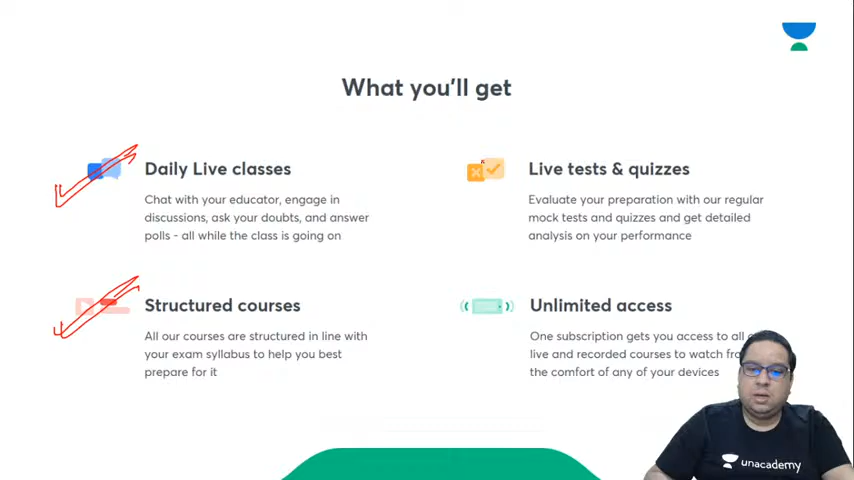 What you'll get
Daily Live classes
Chat with your educator, engage in
discussions, ask your doubts, and answer
polls - all while the class is going on
Live tests & quizzes
Evaluate your preparation with our regular
mock tests and quizzes and get detailed
analysis on your performance
Structured courses
All our courses are structured in line with
your exam syllabus to help you best
prepare for it
Unlimited access
One subscription gets you access to all
live and recorded courses to watch
the comfort of any of your devices
unacademy